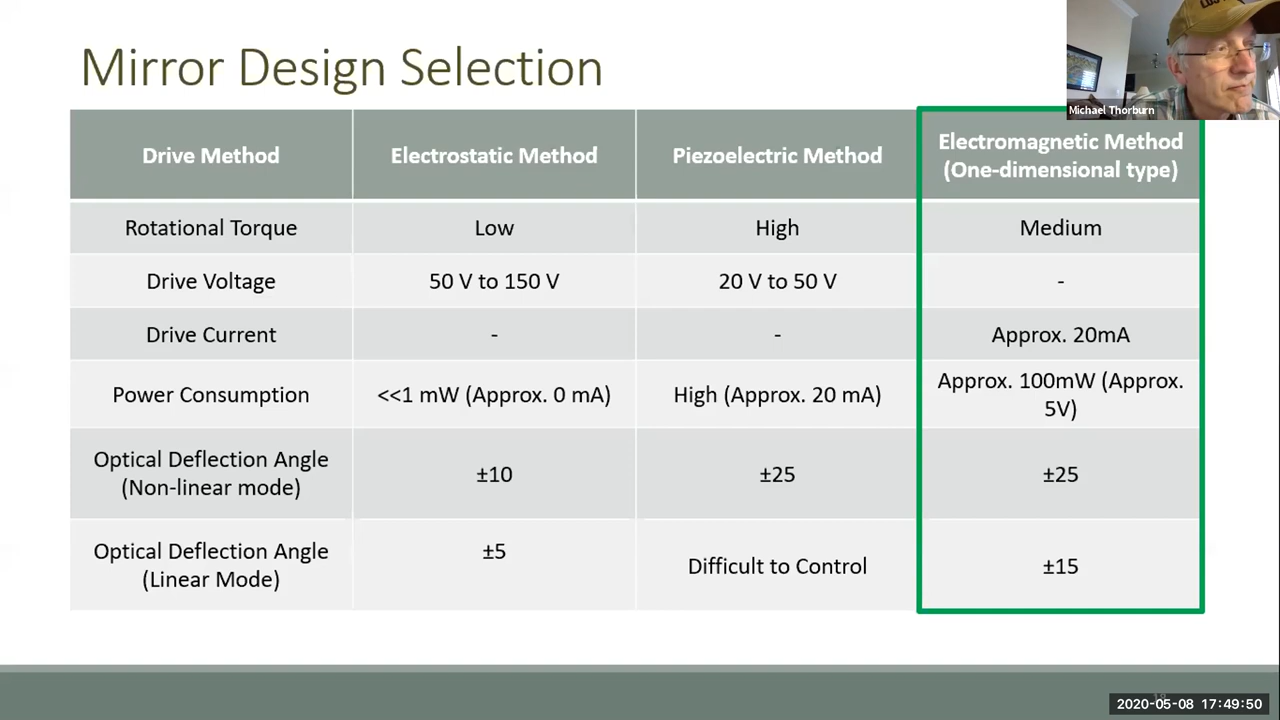 Mirror Design Selection
Michael Thorburn
Drive Method
Electrostatic Method
Piezoelectric Method
Electromagnetic Method
(One-dimensional type)
Rotational Torque
Low
High
Medium
Drive Voltage
50 V to 150 V
20 V to 50 V
-
Drive Current
-
-
Approx. 20mA
Power Consumption
<<1 mW (Approx. 0 mA)
High (Approx. 20 mA)
Approx. 100mW (Approx.
5V)
Optical Deflection Angle
(Non-linear mode)
±10
±25
±25
Optical Deflection Angle
(Linear Mode)
±5
Difficult to Control
±15
2020-05-08 17:49:50